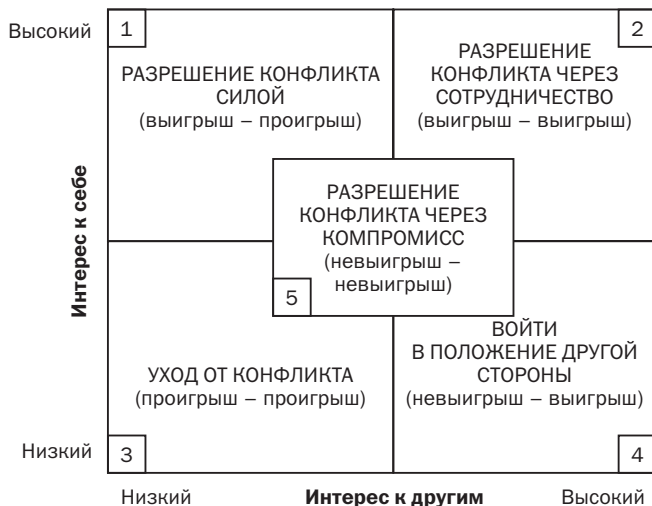 Высокий
1
РАЗРЕШЕНИЕ КОНФЛИКТА
СИЛОЙ
(выигрыш – проигрыш)
2
РАЗРЕШЕНИЕ
КОНФЛИКТА ЧЕРЕЗ
СОТРУДНИЧЕСТВО
(выигрыш – выигрыш)
Интерес к себе
РАЗРЕШЕНИЕ
КОНФЛИКТА ЧЕРЕЗ
КОМПРОМИСС
(невыигрыш –
невыигрыш)
5
УХОД ОТ КОНФЛИКТА
(проигрыш – проигрыш)
3
ВОЙТИ
В ПОЛОЖЕНИЕ ДРУГОЙ
СТОРОНЫ
(невыигрыш – выигрыш)
4
Низкий
Низкий
Интерес к другим
Высокий